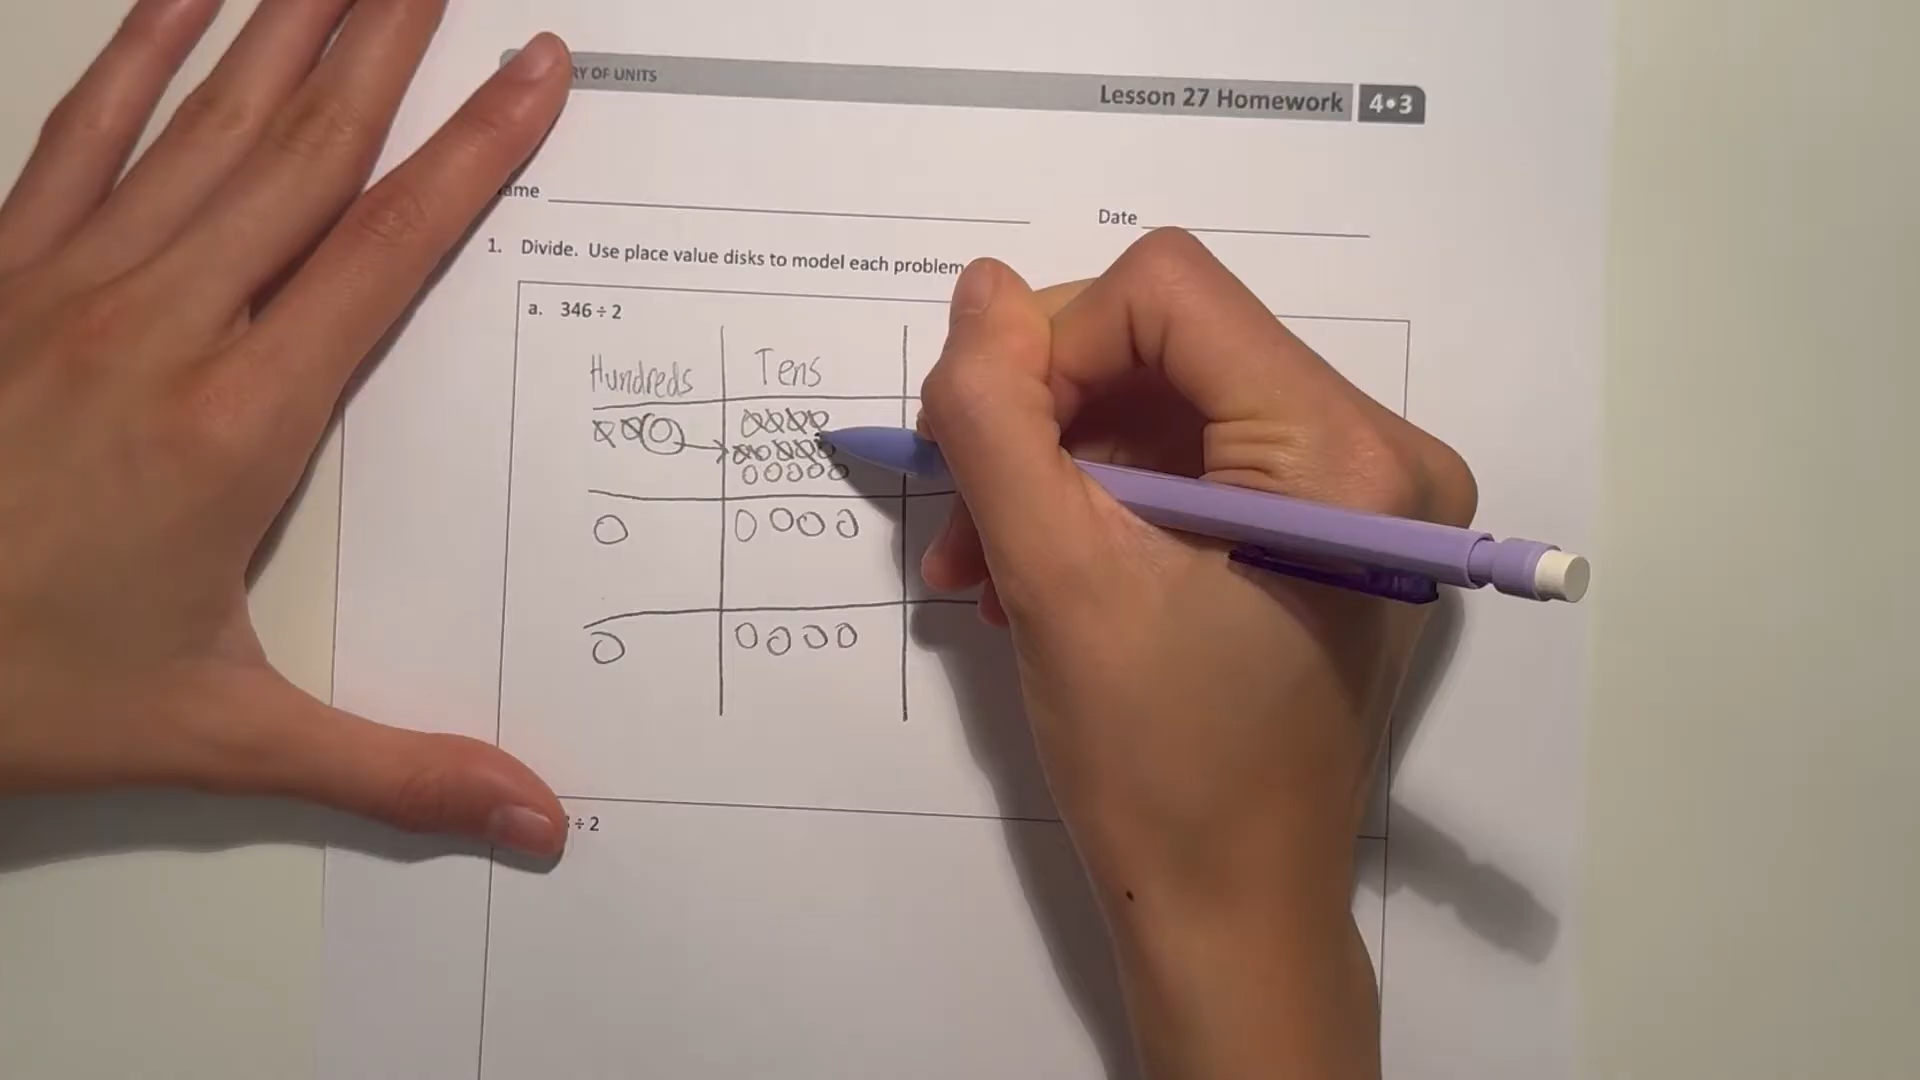 RY OF UNITS
Lesson 27 Homework 4•3
ame
Date
1. Divide. Use place value disks to model each problem
a. 346 ÷ 2
Hundreds Tens
÷ 2